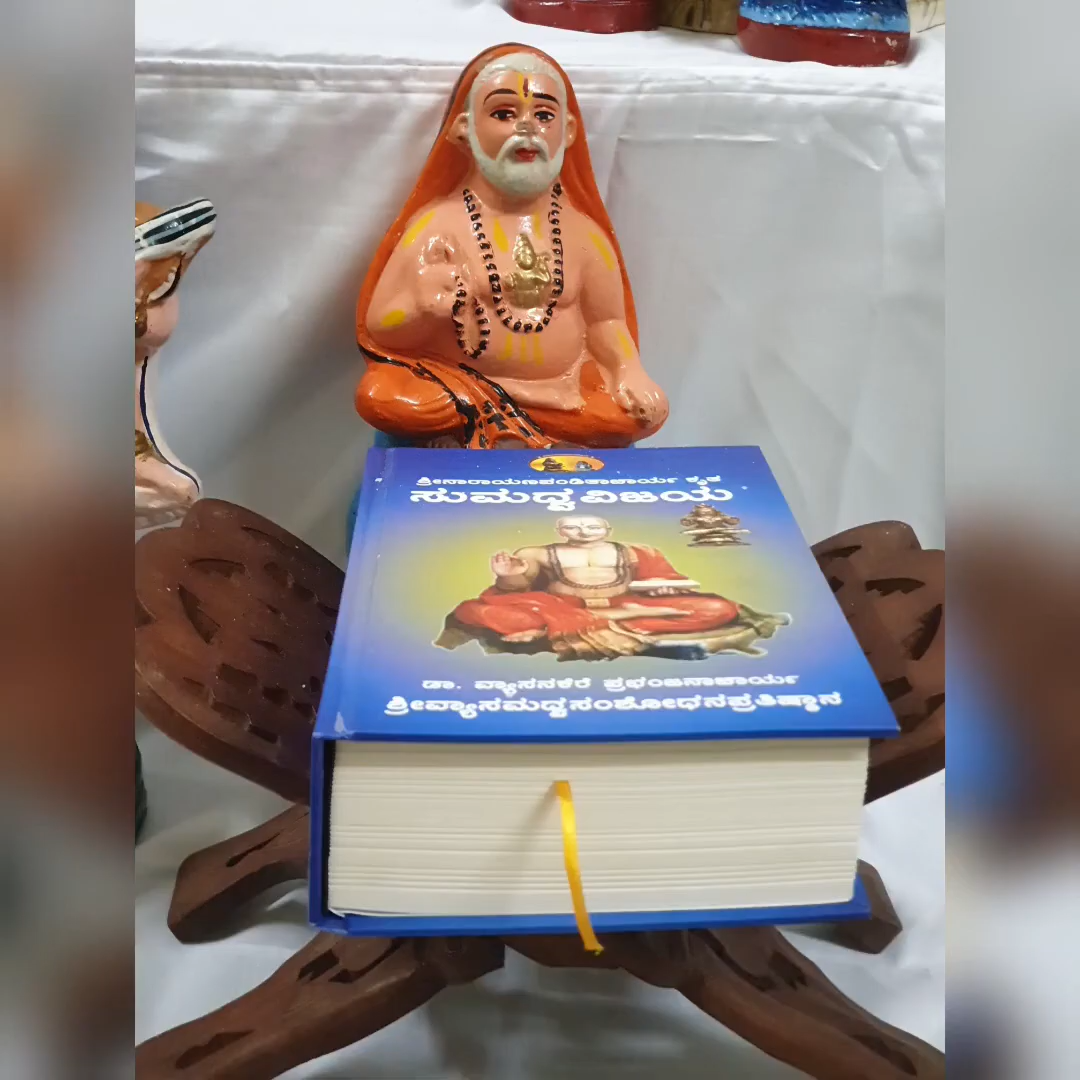 ಶ್ರೀನಾರಾಯಣಪಂಡಿತಾಚಾರ್ಯ ಕೃತ
ಸುಮಧ್ವವಿಜಯ
ಡಾ. ವ್ಯಾಸನಕೆರೆ ಪ್ರಭಂಜನಾಚಾರ್ಯ
ಶ್ರೀವ್ಯಾಸಮಧ್ವಸಂಶೋಧನಪ್ರತಿಷ್ಠಾನ